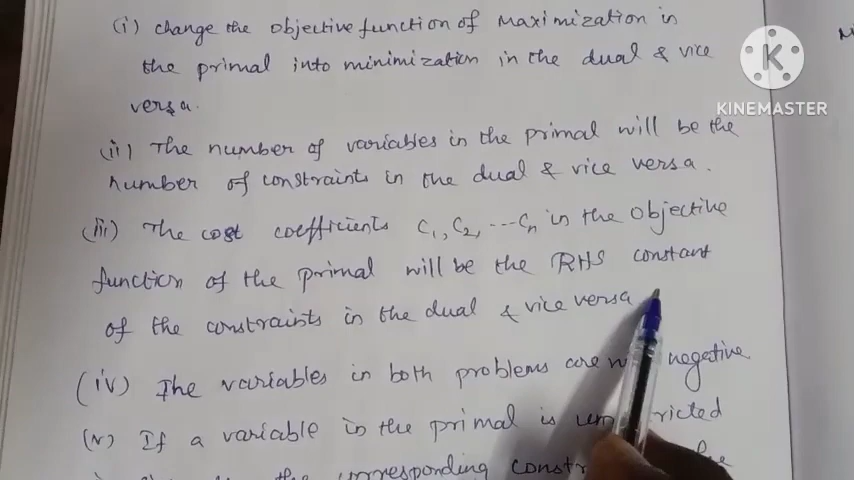 (i) change the objective function of Maximization in
the primal into minimization in the dual & vice
versa.
(ii) The number of variables in the primal will be the
number of constraints in the dual & vice versa.
(iii) The cost coefficients C1, C2, ---Cn in the Objective
function of the primal will be the RHS constant
of the constraints in the dual & vice versa
(iv) The variables in both problems are negative
(v) If a variable in the primal is
the corresponding
KINEMASTER